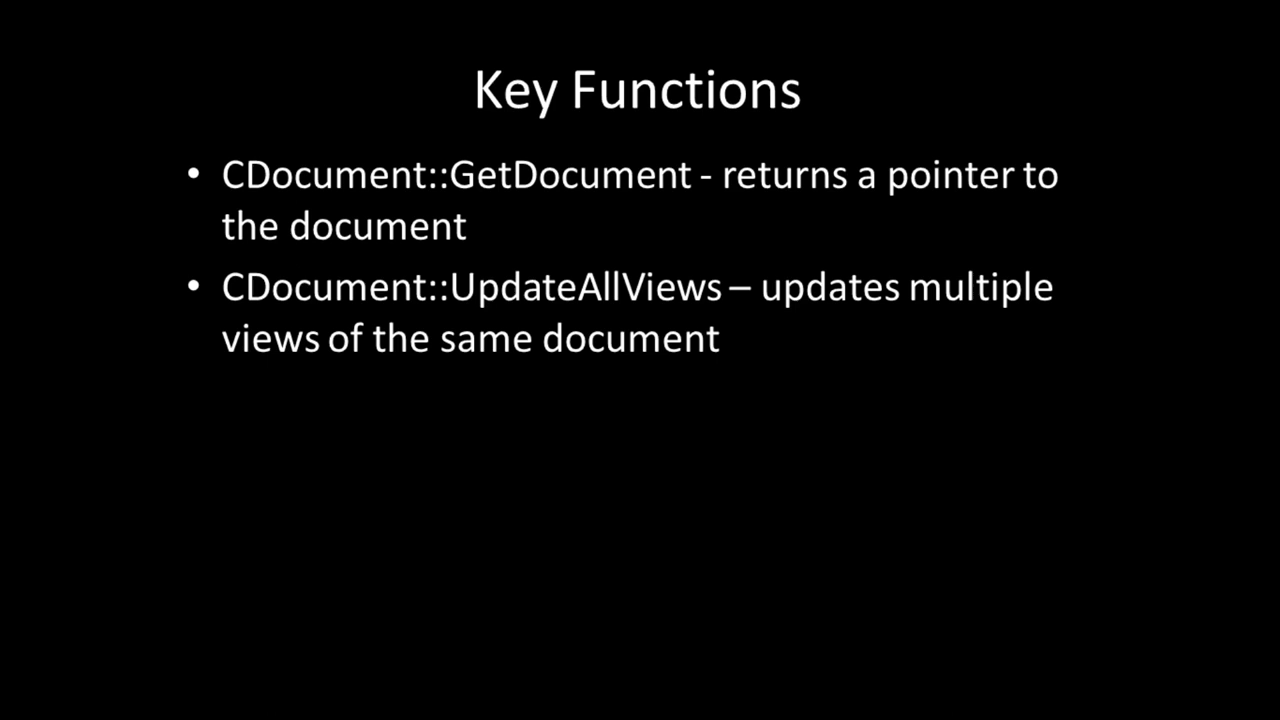 Key Functions
• CDocument::GetDocument - returns a pointer to
the document
• CDocument::UpdateAllViews – updates multiple
views of the same document